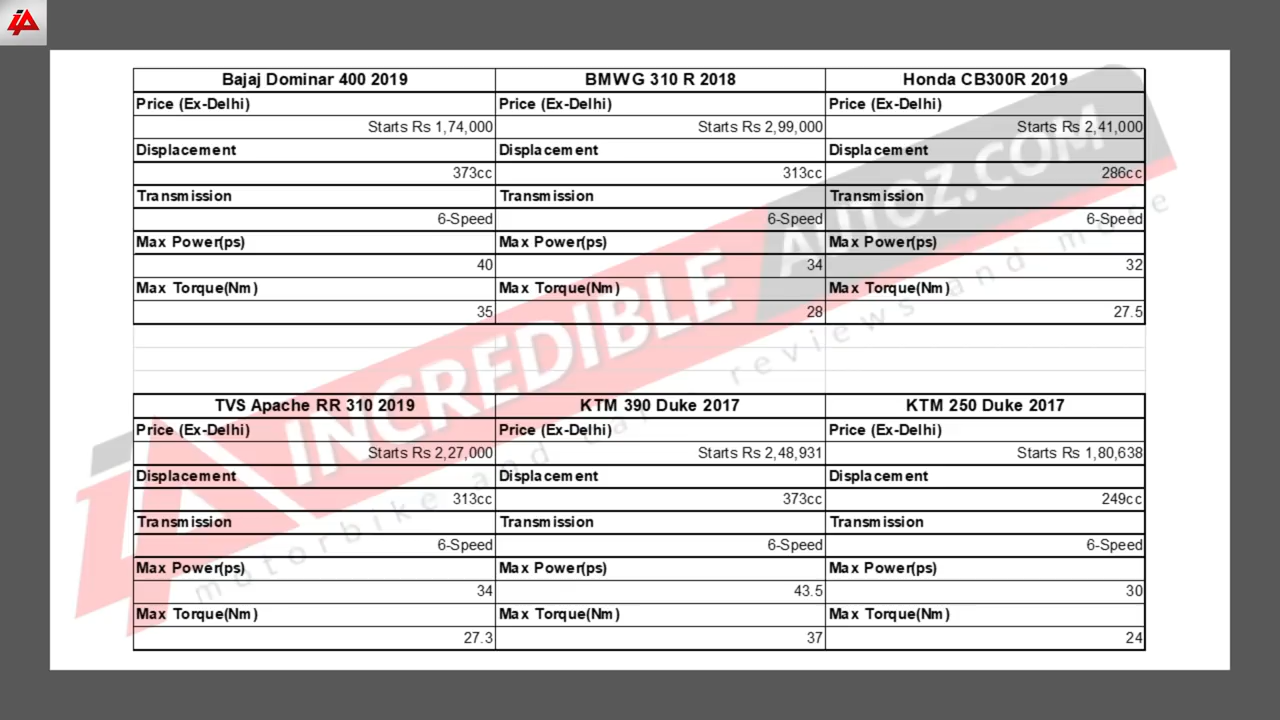 iA
Bajaj Dominar 400 2019 BMWG 310 R 2018 Honda CB300R 2019
Price (Ex-Delhi) Price (Ex-Delhi) Price (Ex-Delhi)
Starts Rs 1,74,000 Starts Rs 2,99,000 Starts Rs 2,41,000
Displacement Displacement Displacement
373cc 313cc 286cc
Transmission Transmission Transmission
6-Speed 6-Speed 6-Speed
Max Power(ps) Max Power(ps) Max Power(ps)
40 34 32
Max Torque(Nm) Max Torque(Nm) Max Torque(Nm)
35 28 27.5
TVS Apache RR 310 2019 KTM 390 Duke 2017 KTM 250 Duke 2017
Price (Ex-Delhi) Price (Ex-Delhi) Price (Ex-Delhi)
Starts Rs 2,27,000 Starts Rs 2,48,931 Starts Rs 1,80,638
Displacement Displacement Displacement
313cc 373cc 249cc
Transmission Transmission Transmission
6-Speed 6-Speed 6-Speed
Max Power(ps) Max Power(ps) Max Power(ps)
34 43.5 30
Max Torque(Nm) Max Torque(Nm) Max Torque(Nm)
27.3 37 24
iA INCREDIBLE AUTOZ.COM
motorbike and car reviews and more